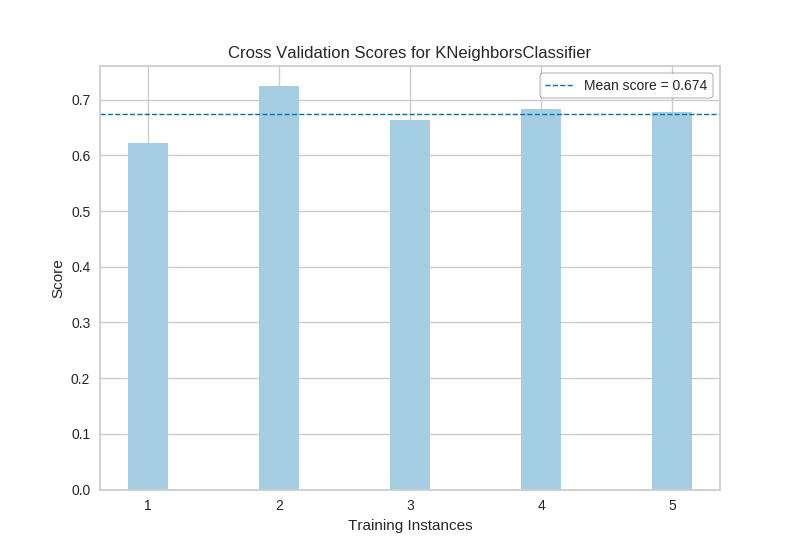 Cross Validation Scores for KNeighborsClassifier
Mean score = 0.674
0.7
0.6
0.5
0.4
0.3
0.2
0.1
0.0
Score
1 2 3 4 5
Training Instances